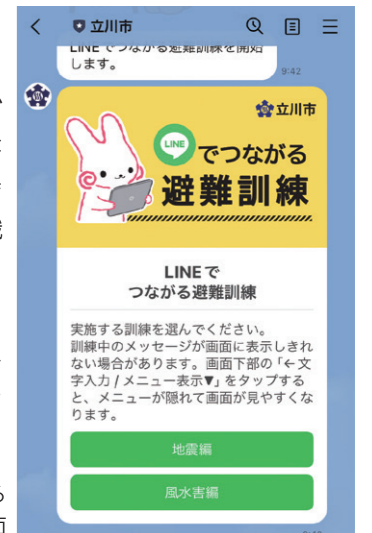 立川市
LINEでつながる避難訓練を開始
します。
9:42
立川市
LINE
でつながる
避難訓練
LINEで
つながる避難訓練
実施する訓練を選んでください。
訓練中のメッセージが画面に表示しきれ
ない場合があります。画面下部の「←文
字入力 / メニュー表示▼」をタップする
と、メニューが隠れて画面が見やすくな
ります。
地震編
風水害編